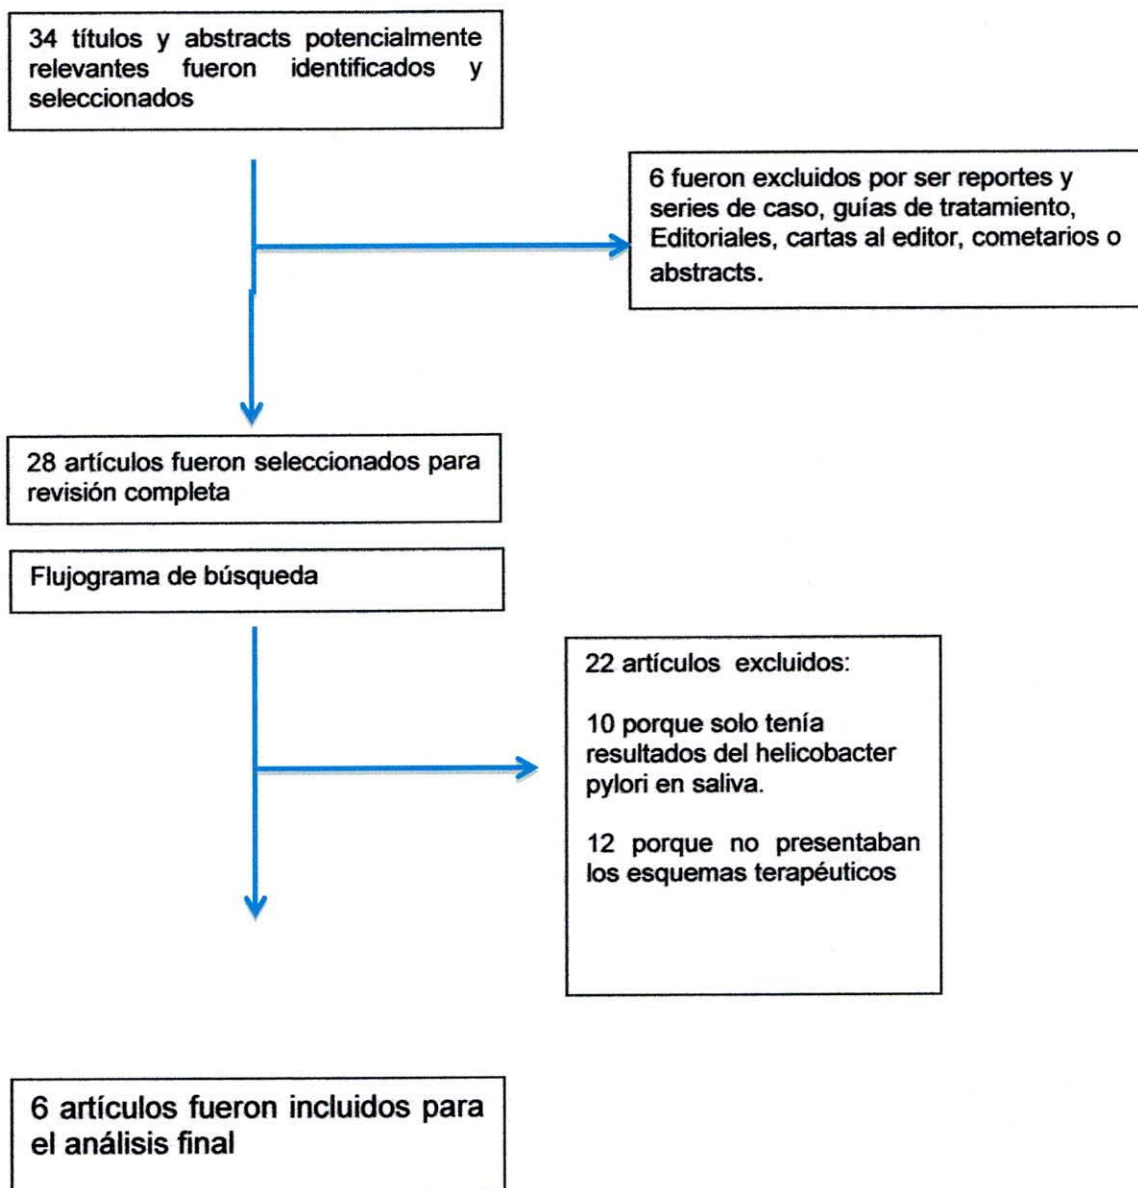 34 títulos y abstracts potencialmente
relevantes fueron identificados y
seleccionados
6 fueron excluidos por ser reportes y
series de caso, guías de tratamiento,
Editoriales, cartas al editor, cometarios o
abstracts.
28 artículos fueron seleccionados para
revisión completa
Flujograma de búsqueda
22 artículos excluidos:
10 porque solo tenía
resultados del helicobacter
pylori en saliva.
12 porque no presentaban
los esquemas terapéuticos
6 artículos fueron incluidos para
el análisis final